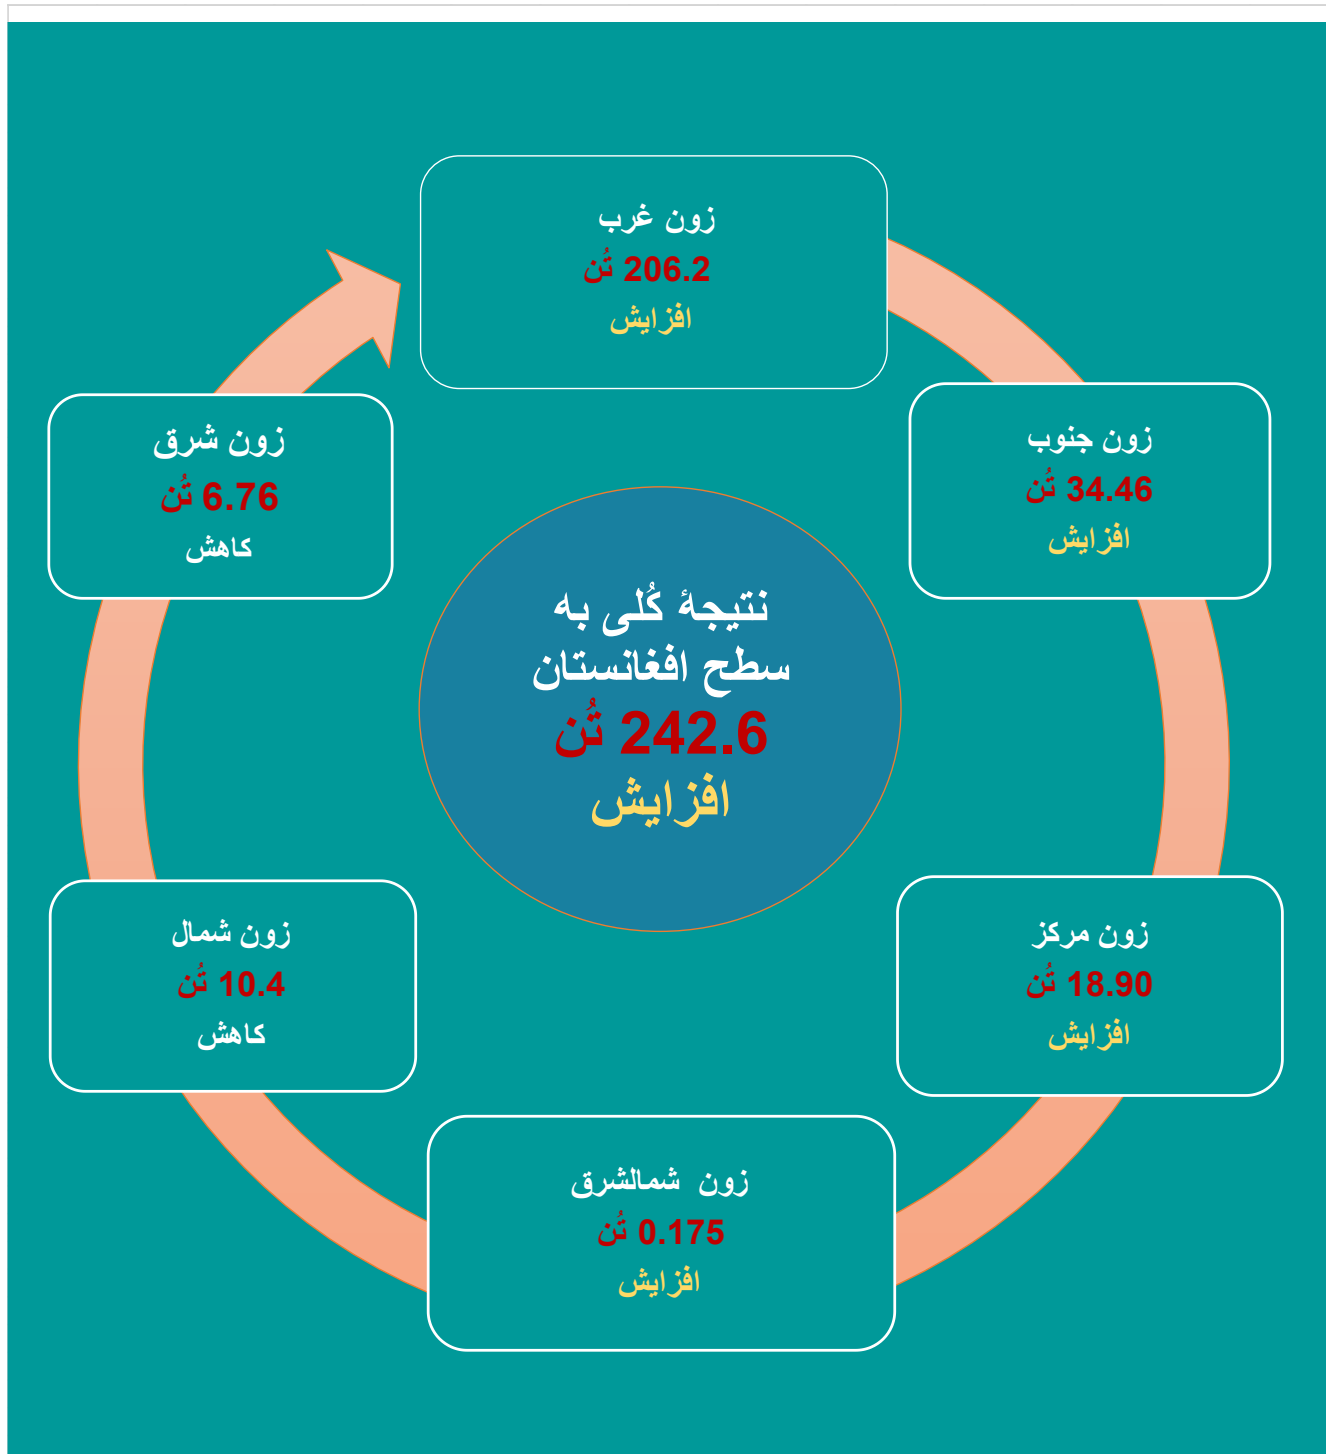 زون غرب
206.2 تُن
افزایش
زون جنوب
34.46 تُن
افزایش
زون مرکز
18.90 تُن
افزایش
زون شمالشرق
0.175 تُن
افزایش
زون شمال
10.4 تُن
کاهش
زون شرق
6.76 تُن
کاهش
نتیجۀ کُلی به
سطح افغانستان
242.6 تُن
افزایش